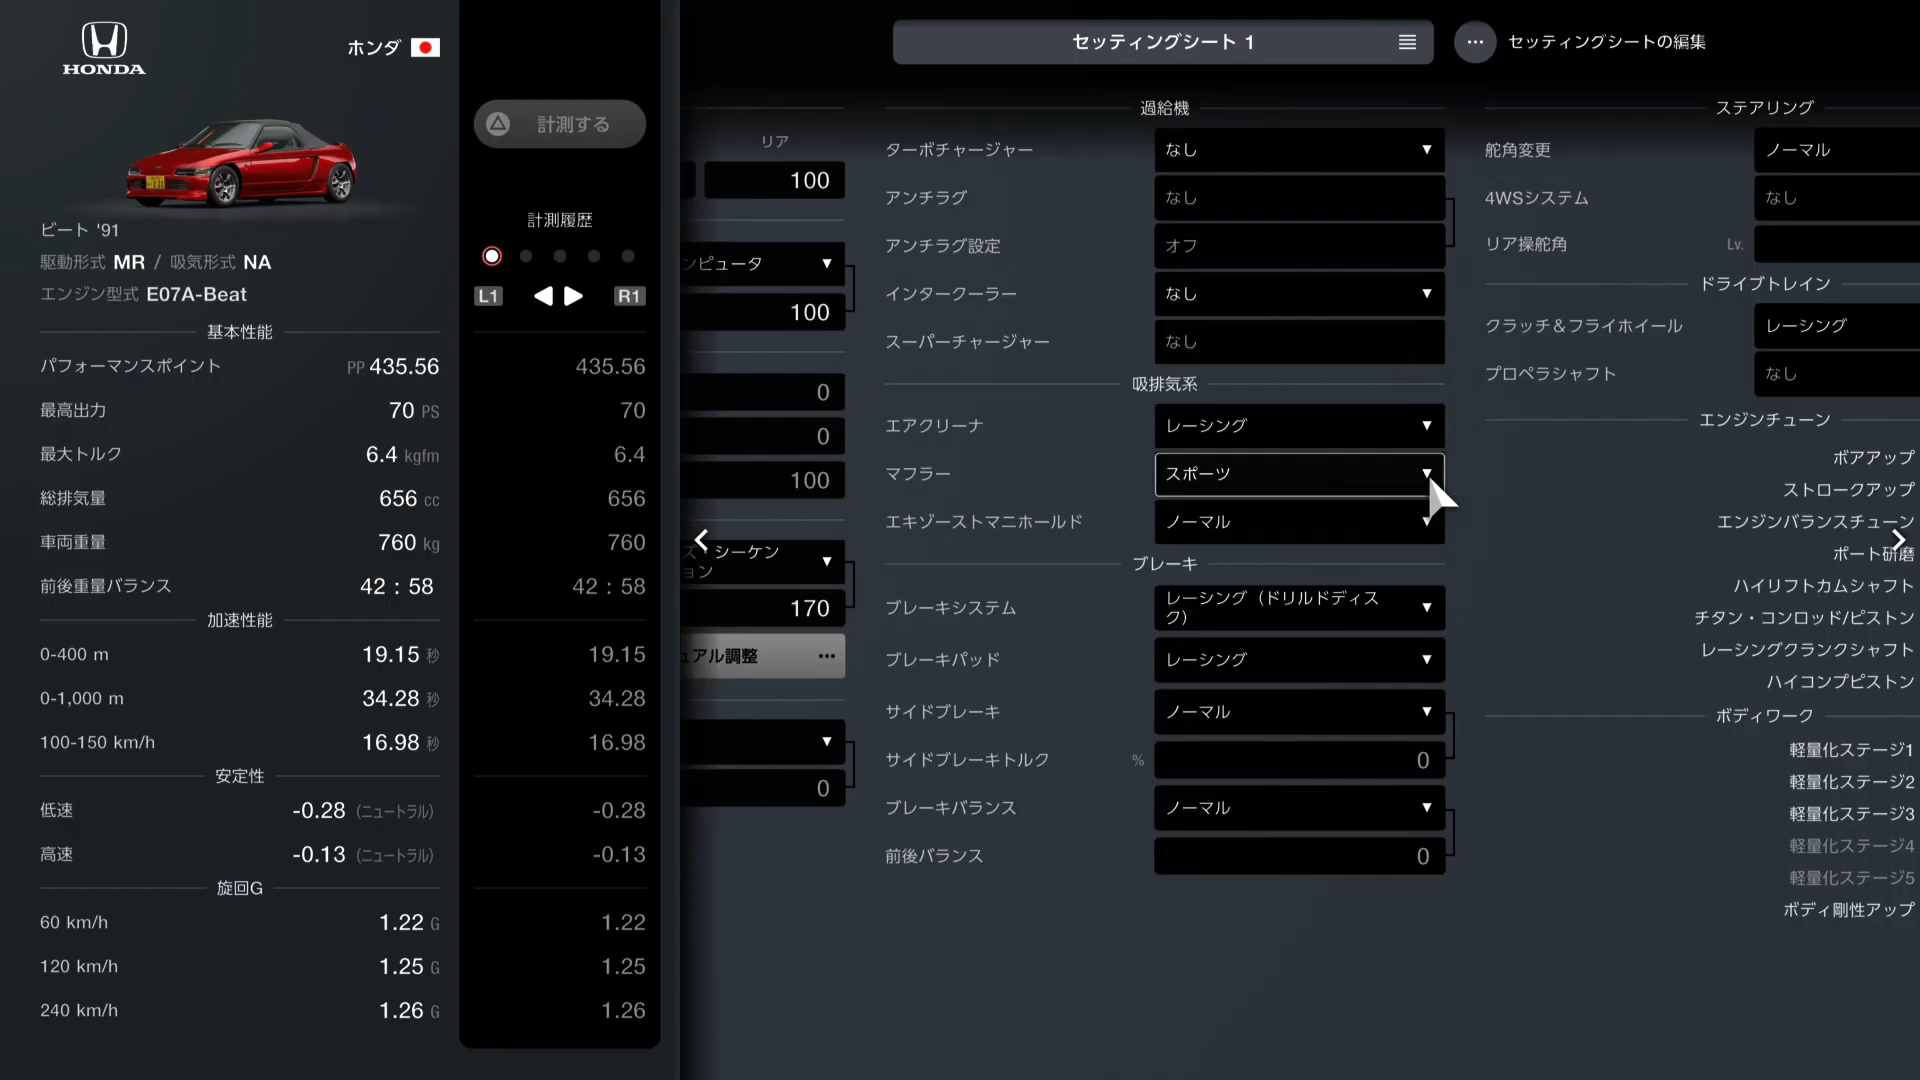 HONDA
ホンダ
ビート '91
駆動形式 MR / 吸気形式 NA
エンジン型式 E07A-Beat
基本性能
パフォーマンスポイント PP 435.56
最高出力 70 PS
最大トルク 6.4 kgfm
総排気量 656 cc
車両重量 760 kg
前後重量バランス 42 : 58
加速性能
0-400 m 19.15 秒
0-1,000 m 34.28 秒
100-150 km/h 16.98 秒
安定性
低速 -0.28 (ニュートラル)
高速 -0.13 (ニュートラル)
旋回G
60 km/h 1.22 G
120 km/h 1.25 G
240 km/h 1.26 G
計測する
計測履歴
L1 R1
435.56
70
6.4
656
760
42 : 58
19.15
34.28
16.98
-0.28
-0.13
1.22
1.25
1.26
セッティングシート 1
セッティングシートの編集
リア
100
ンピュータ
100
0
0
100
ズ・シーケン
ョン
170
ュアル調整
0
過給機
ターボチャージャー なし
アンチラグ なし
アンチラグ設定 オフ
インタークーラー なし
スーパーチャージャー なし
吸排気系
エアクリーナ レーシング
マフラー スポーツ
エキゾーストマニホールド ノーマル
ブレーキ
ブレーキシステム レーシング（ドリルドディス
ク）
ブレーキパッド レーシング
サイドブレーキ ノーマル
サイドブレーキトルク % 0
ブレーキバランス ノーマル
前後バランス 0
ステアリング
舵角変更 ノーマル
4WSシステム なし
リア操舵角 Lv.
ドライブトレイン
クラッチ＆フライホイール レーシング
プロペラシャフト なし
エンジンチューン
ボアアップ
ストロークアップ
エンジンバランスチューン
ポート研磨
ハイリフトカムシャフト
チタン・コンロッド/ピストン
レーシングクランクシャフト
ハイコンプピストン
ボディワーク
軽量化ステージ1
軽量化ステージ2
軽量化ステージ3
軽量化ステージ4
軽量化ステージ5
ボディ剛性アップ